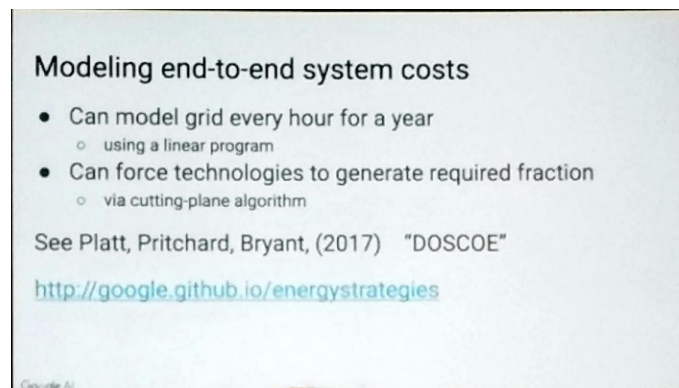 Modeling end-to-end system costs
● Can model grid every hour for a year
○ using a linear program
● Can force technologies to generate required fraction
○ via cutting-plane algorithm
See Platt, Pritchard, Bryant, (2017) "DOSCOE"
http://google.github.io/energystrategies
Google AI